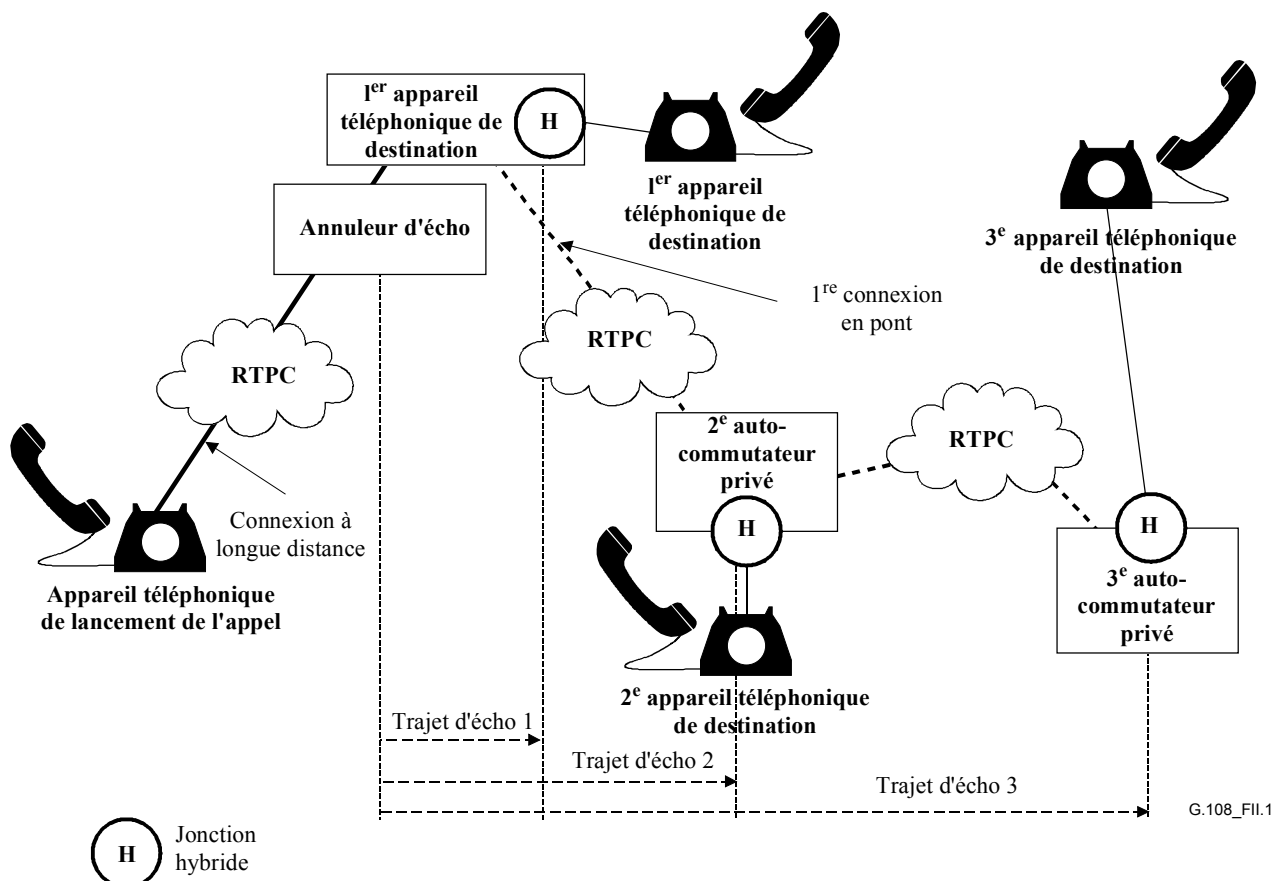 1er appareil
téléphonique de
destination
H
1er appareil
téléphonique de
destination
3e appareil téléphonique
de destination
Annuleur d'écho
1re connexion
en pont
RTPC
RTPC
RTPC
2e auto-
commutateur
privé
H
H
3e auto-
commutateur
privé
Connexion à
longue distance
Appareil téléphonique
de lancement de l'appel
2e appareil téléphonique
de destination
Trajet d'écho 1
Trajet d'écho 2
Trajet d'écho 3
G.108_FII.1
H
Jonction
hybride